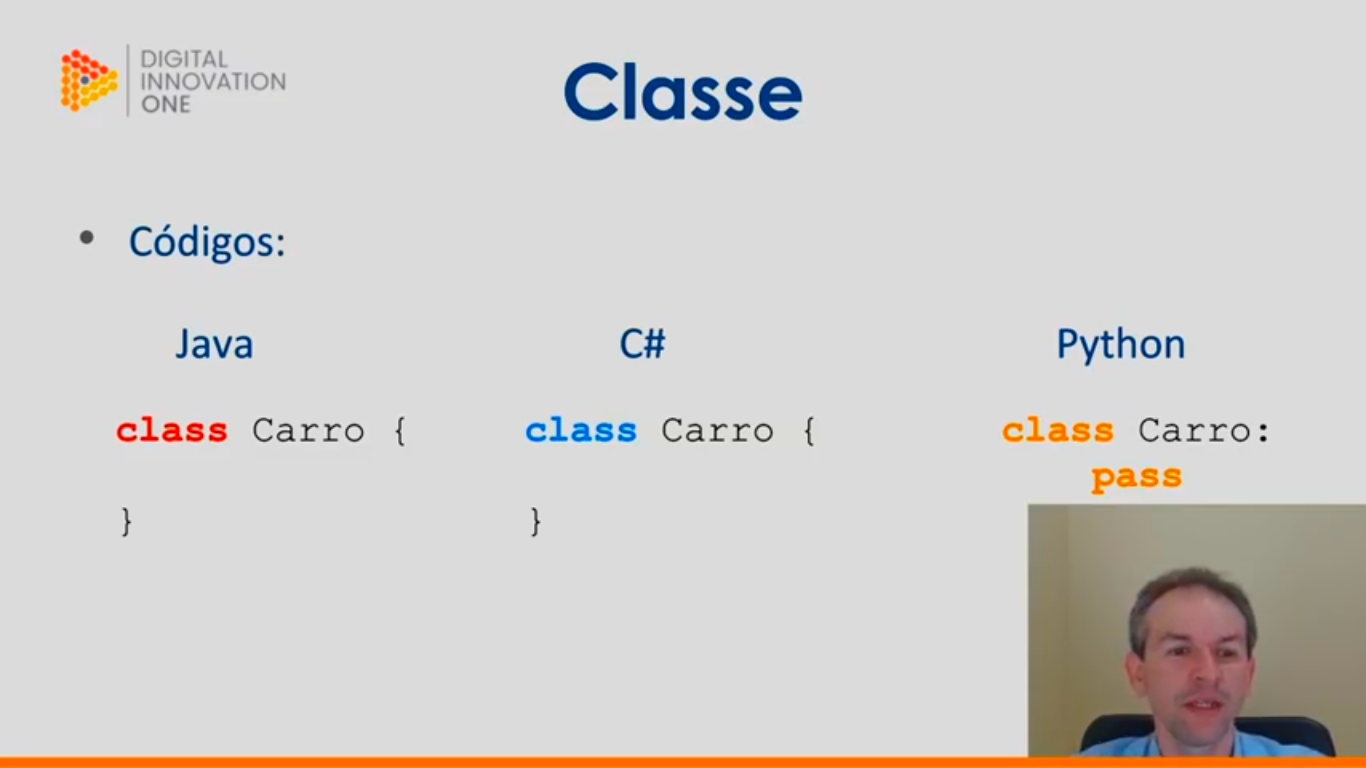 DIGITAL
INNOVATION
ONE
Classe
• Códigos:
Java
class Carro {
}
C#
class Carro {
}
Python
class Carro:
pass